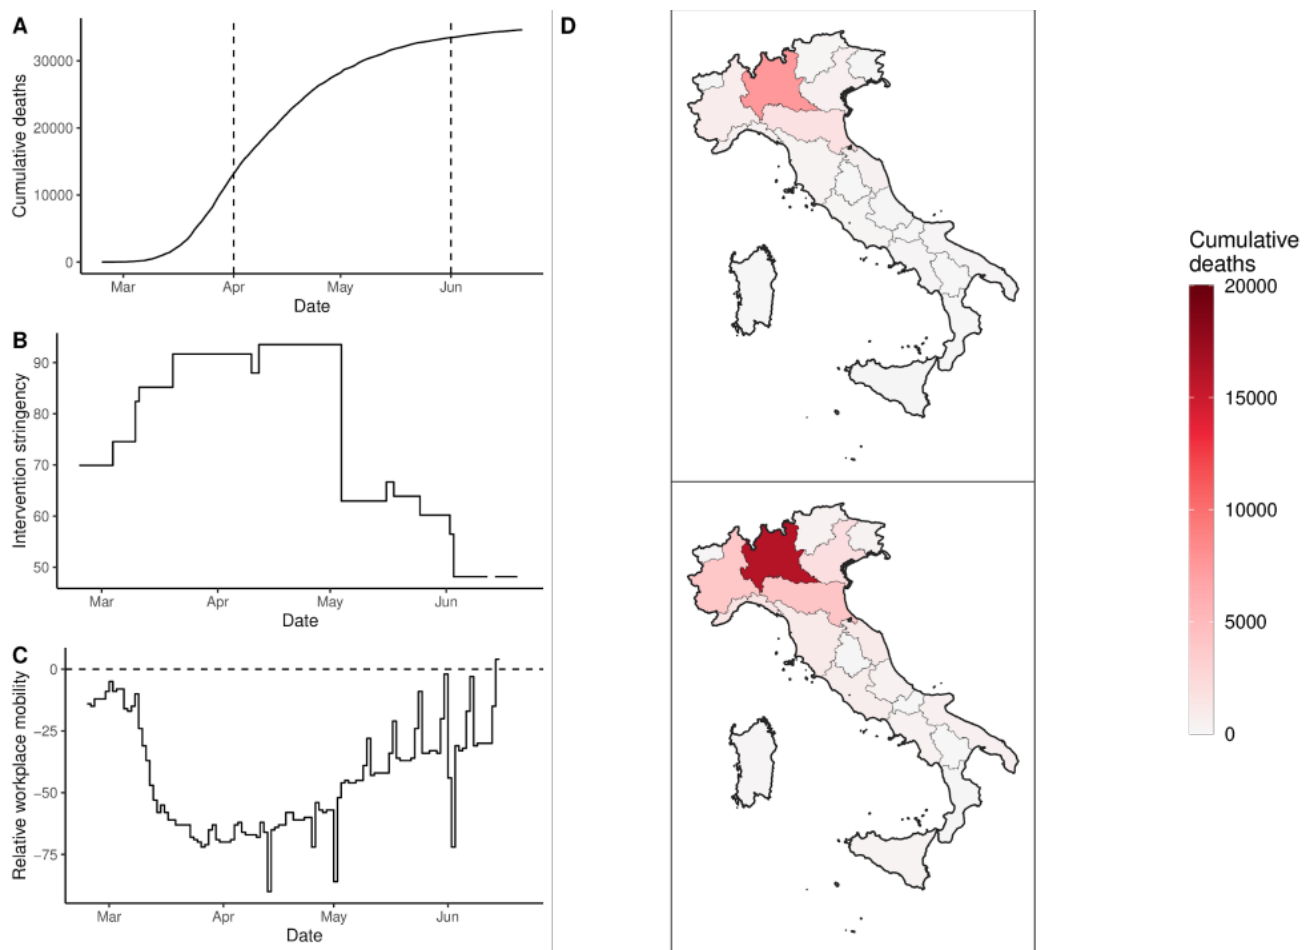 A
Cumulative deaths
30000
20000
10000
0
Mar Apr May Jun
Date
B
Intervention stringency
90
80
70
60
50
Mar Apr May Jun
Date
C
Relative workplace mobility
0
−25
−50
−75
Mar Apr May Jun
Date
D
Cumulative
deaths
20000
15000
10000
5000
0